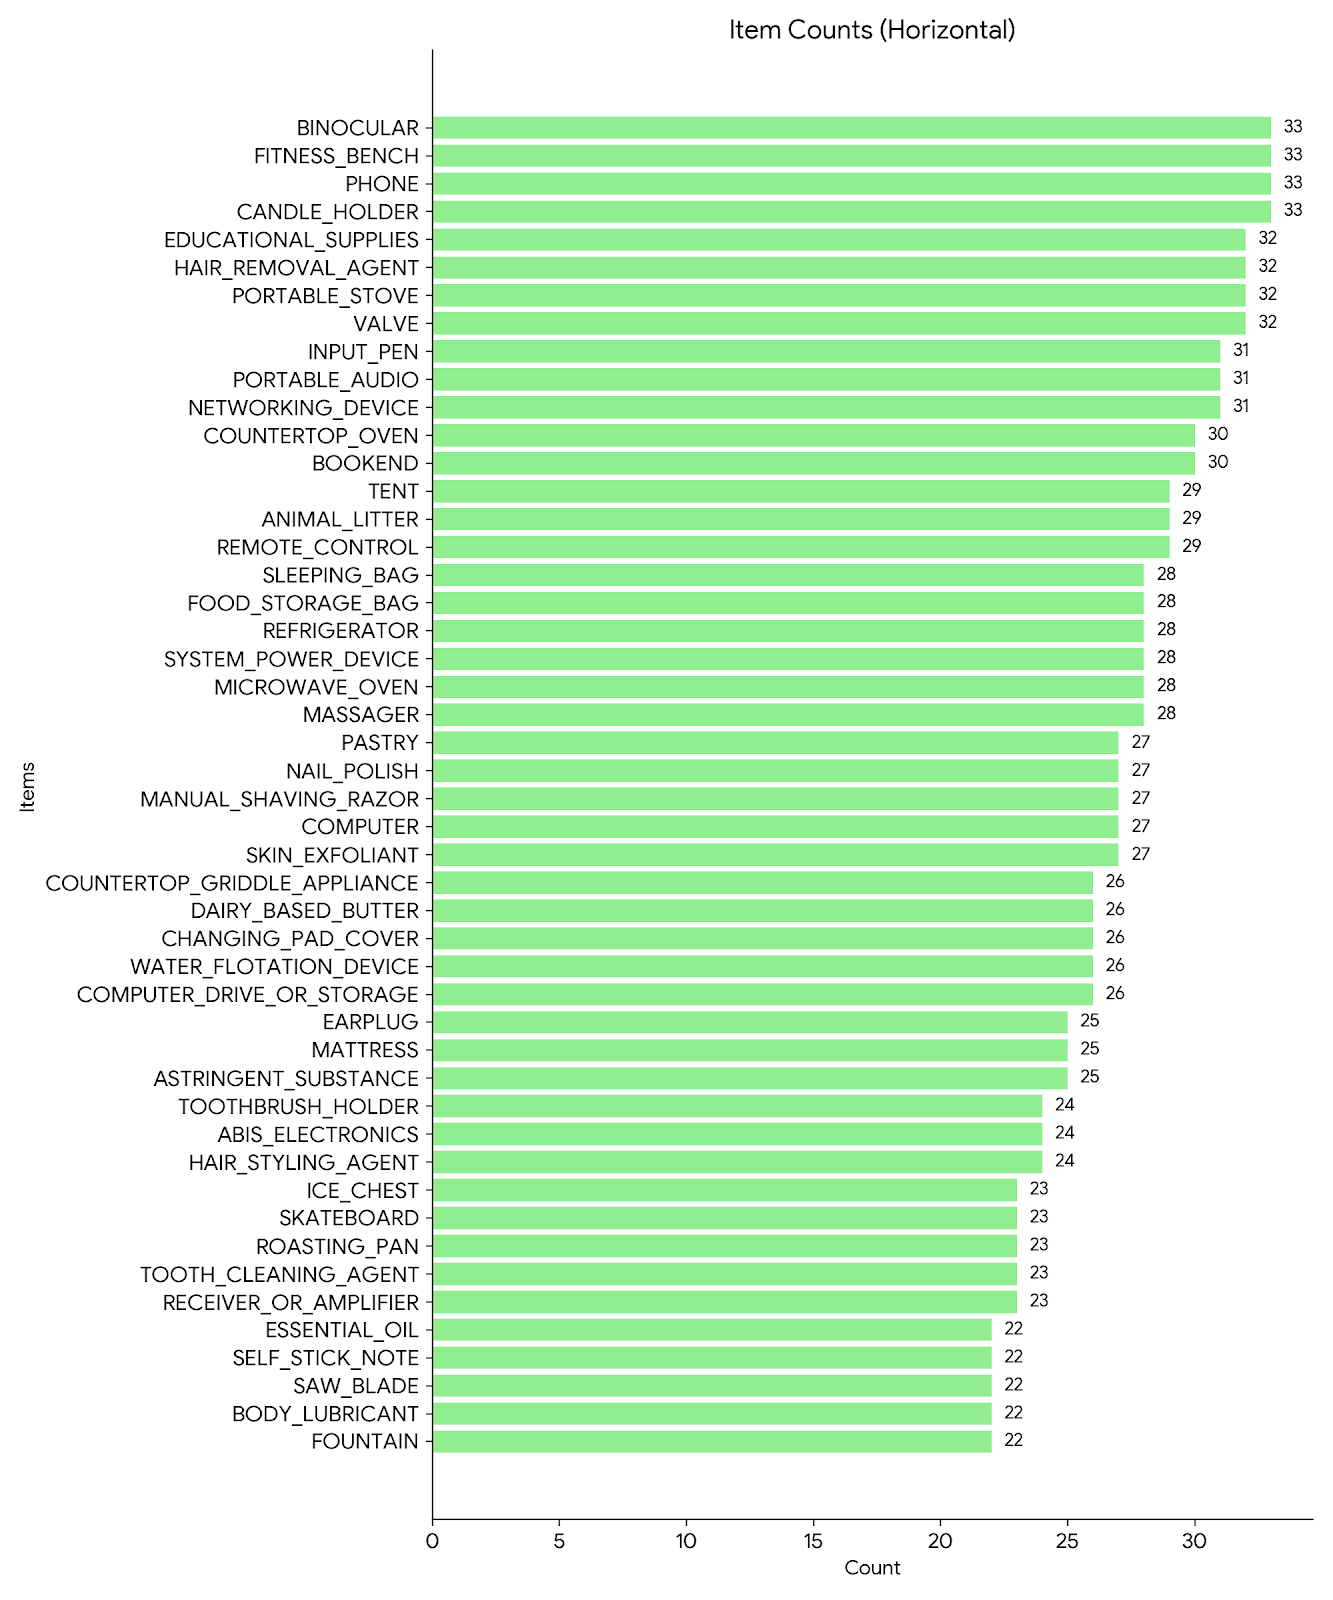 Item Counts (Horizontal)
BINOCULAR 33
FITNESS_BENCH 33
PHONE 33
CANDLE_HOLDER 33
EDUCATIONAL_SUPPLIES 32
HAIR_REMOVAL_AGENT 32
PORTABLE_STOVE 32
VALVE 32
INPUT_PEN 31
PORTABLE_AUDIO 31
NETWORKING_DEVICE 31
COUNTERTOP_OVEN 30
BOOKEND 30
TENT 29
ANIMAL_LITTER 29
REMOTE_CONTROL 29
SLEEPING_BAG 28
FOOD_STORAGE_BAG 28
REFRIGERATOR 28
SYSTEM_POWER_DEVICE 28
MICROWAVE_OVEN 28
MASSAGER 28
PASTRY 27
NAIL_POLISH 27
MANUAL_SHAVING_RAZOR 27
COMPUTER 27
SKIN_EXFOLIANT 27
COUNTERTOP_GRIDDLE_APPLIANCE 26
DAIRY_BASED_BUTTER 26
CHANGING_PAD_COVER 26
WATER_FLOTATION_DEVICE 26
COMPUTER_DRIVE_OR_STORAGE 26
EARPLUG 25
MATTRESS 25
ASTRINGENT_SUBSTANCE 25
TOOTHBRUSH_HOLDER 24
ABIS_ELECTRONICS 24
HAIR_STYLING_AGENT 24
ICE_CHEST 23
SKATEBOARD 23
ROASTING_PAN 23
TOOTH_CLEANING_AGENT 23
RECEIVER_OR_AMPLIFIER 23
ESSENTIAL_OIL 22
SELF_STICK_NOTE 22
SAW_BLADE 22
BODY_LUBRICANT 22
FOUNTAIN 22
Items
0 5 10 15 20 25 30
Count